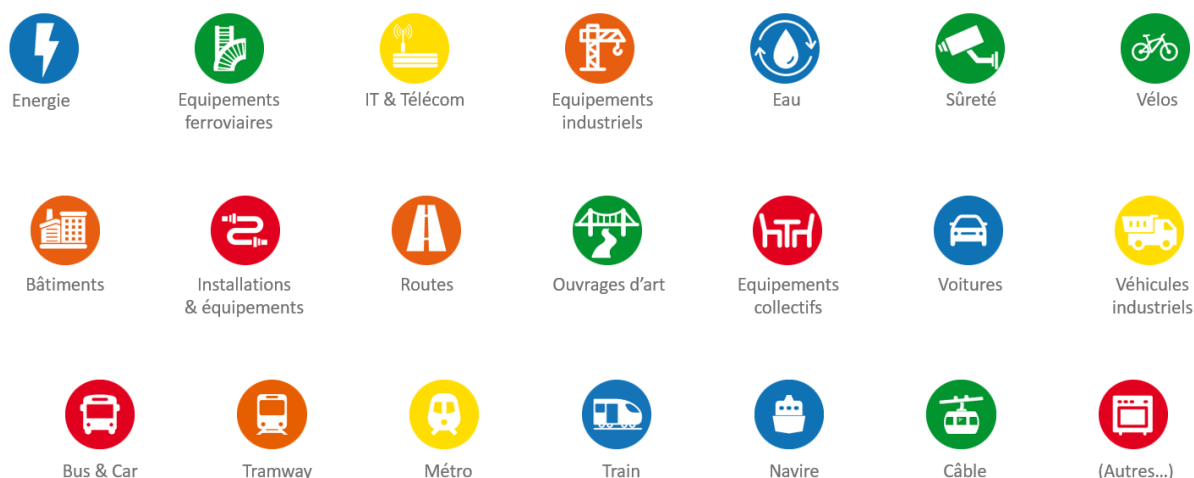 Energie
Equipements
ferroviaires
IT & Télécom
Equipements
industriels
Eau
Sûreté
Vélos
Bâtiments
Installations
& équipements
Routes
Ouvrages d’art
Equipements
collectifs
Voitures
Véhicules
industriels
Bus & Car
Tramway
Métro
Train
Navire
Câble
(Autres...)